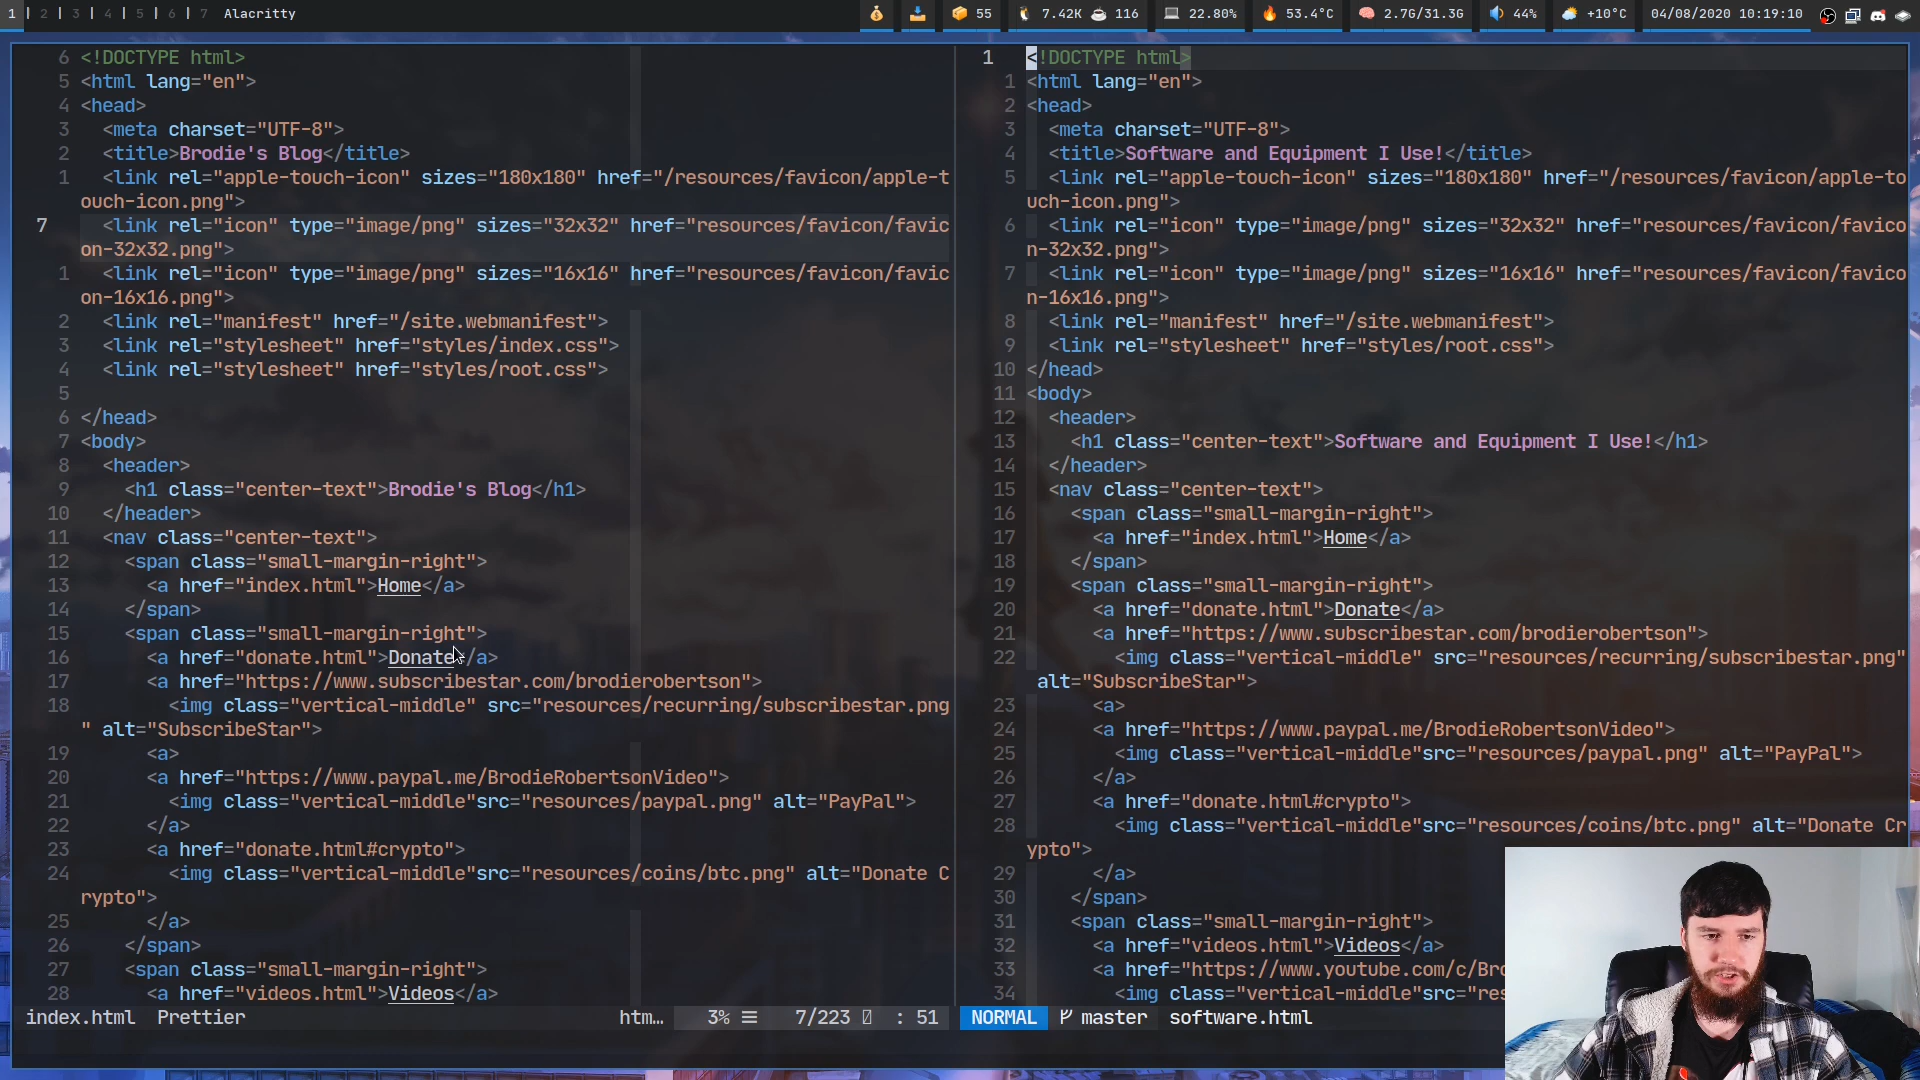 1 | 2 | 3 | 4 | 5 | 6 | 7 Alacritty 55 7.42K 116 22.80% 53.4°C 2.7G/31.3G 44% +10°C 04/08/2020 10:19:10
6 <!DOCTYPE html>
5 <html lang="en">
4 <head>
3 <meta charset="UTF-8">
2 <title>Brodie's Blog</title>
1 <link rel="apple-touch-icon" sizes="180x180" href="/resources/favicon/apple-t
ouch-icon.png">
7 <link rel="icon" type="image/png" sizes="32x32" href="resources/favicon/favic
on-32x32.png">
1 <link rel="icon" type="image/png" sizes="16x16" href="resources/favicon/favic
on-16x16.png">
2 <link rel="manifest" href="/site.webmanifest">
3 <link rel="stylesheet" href="styles/index.css">
4 <link rel="stylesheet" href="styles/root.css">
5
6 </head>
7 <body>
8 <header>
9 <h1 class="center-text">Brodie's Blog</h1>
10 </header>
11 <nav class="center-text">
12 <span class="small-margin-right">
13 <a href="index.html">Home</a>
14 </span>
15 <span class="small-margin-right">
16 <a href="donate.html">Donate</a>
17 <a href="https://www.subscribestar.com/brodierobertson">
18 <img class="vertical-middle" src="resources/recurring/subscribestar.png
" alt="SubscribeStar">
19 <a>
20 <a href="https://www.paypal.me/BrodieRobertsonVideo">
21 <img class="vertical-middle"src="resources/paypal.png" alt="PayPal">
22 </a>
23 <a href="donate.html#crypto">
24 <img class="vertical-middle"src="resources/coins/btc.png" alt="Donate C
rypto">
25 </a>
26 </span>
27 <span class="small-margin-right">
28 <a href="videos.html">Videos</a>
index.html Prettier htm… 3% 7/223 : 51
1 <!DOCTYPE html>
1 <html lang="en">
2 <head>
3 <meta charset="UTF-8">
4 <title>Software and Equipment I Use!</title>
5 <link rel="apple-touch-icon" sizes="180x180" href="/resources/favicon/apple-to
uch-icon.png">
6 <link rel="icon" type="image/png" sizes="32x32" href="resources/favicon/favico
n-32x32.png">
7 <link rel="icon" type="image/png" sizes="16x16" href="resources/favicon/favico
n-16x16.png">
8 <link rel="manifest" href="/site.webmanifest">
9 <link rel="stylesheet" href="styles/root.css">
10 </head>
11 <body>
12 <header>
13 <h1 class="center-text">Software and Equipment I Use!</h1>
14 </header>
15 <nav class="center-text">
16 <span class="small-margin-right">
17 <a href="index.html">Home</a>
18 </span>
19 <span class="small-margin-right">
20 <a href="donate.html">Donate</a>
21 <a href="https://www.subscribestar.com/brodierobertson">
22 <img class="vertical-middle" src="resources/recurring/subscribestar.png"
alt="SubscribeStar">
23 <a>
24 <a href="https://www.paypal.me/BrodieRobertsonVideo">
25 <img class="vertical-middle"src="resources/paypal.png" alt="PayPal">
26 </a>
27 <a href="donate.html#crypto">
28 <img class="vertical-middle"src="resources/coins/btc.png" alt="Donate Cr
ypto">
29 </a>
30 </span>
31 <span class="small-margin-right">
32 <a href="videos.html">Videos</a>
33 <a href="https://www.youtube.com/c/Bro
34 <img class="vertical-middle"src="res
NORMAL master software.html